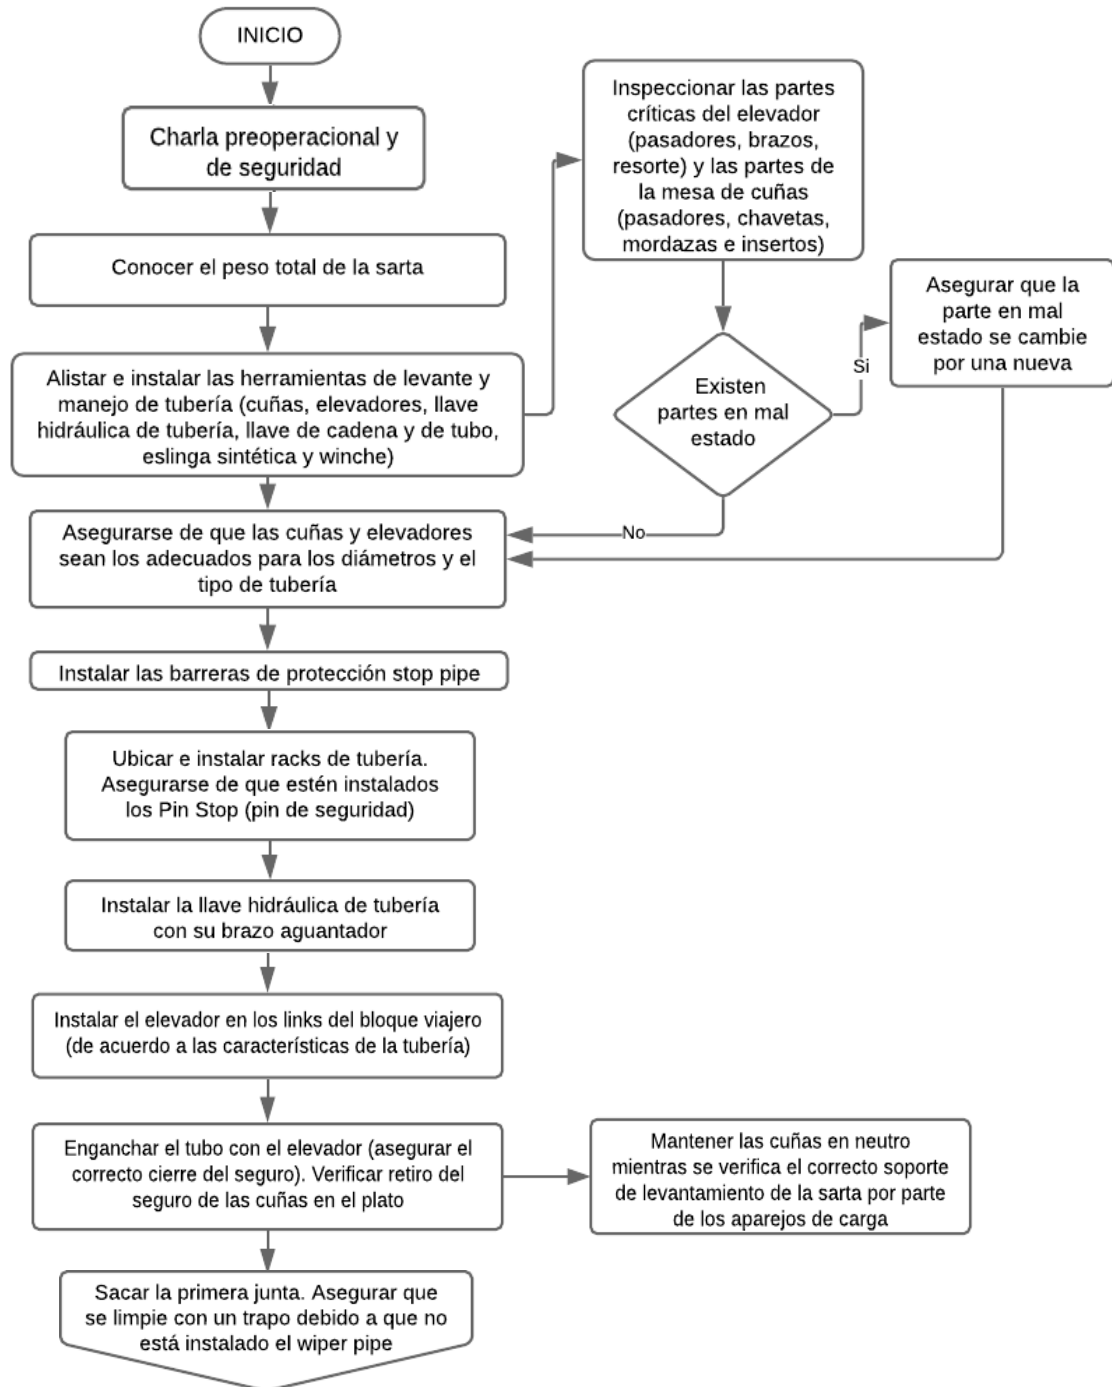 INICIO
Charla preoperacional y
de seguridad
Conocer el peso total de la sarta
Alistar e instalar las herramientas de levante y
manejo de tubería (cuñas, elevadores, llave
hidráulica de tubería, llave de cadena y de tubo,
eslinga sintética y winche)
Inspeccionar las partes
críticas del elevador
(pasadores, brazos,
resorte) y las partes de
la mesa de cuñas
(pasadores, chavetas,
mordazas e insertos)
Existen
partes en mal
estado
Si
Asegurar que la
parte en mal
estado se cambie
por una nueva
No
Asegurarse de que las cuñas y elevadores
sean los adecuados para los diámetros y el
tipo de tubería
Instalar las barreras de protección stop pipe
Ubicar e instalar racks de tubería.
Asegurarse de que estén instalados
los Pin Stop (pin de seguridad)
Instalar la llave hidráulica de tubería
con su brazo aguantador
Instalar el elevador en los links del bloque viajero
(de acuerdo a las características de la tubería)
Enganchar el tubo con el elevador (asegurar el
correcto cierre del seguro). Verificar retiro del
seguro de las cuñas en el plato
Mantener las cuñas en neutro
mientras se verifica el correcto soporte
de levantamiento de la sarta por parte
de los aparejos de carga
Sacar la primera junta. Asegurar que
se limpie con un trapo debido a que no
está instalado el wiper pipe